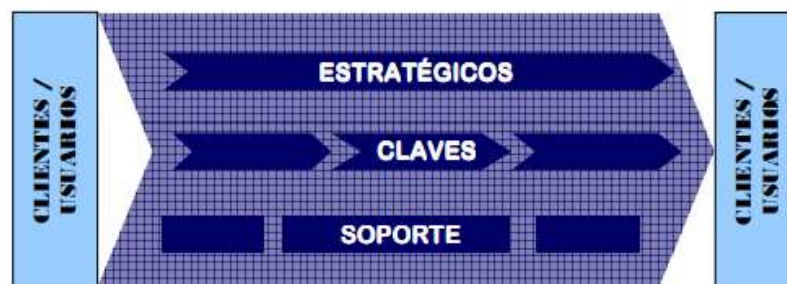 CLIENTES /
USUARIOS
ESTRATÉGICOS
CLAVES
SOPORTE
CLIENTES /
USUARIOS